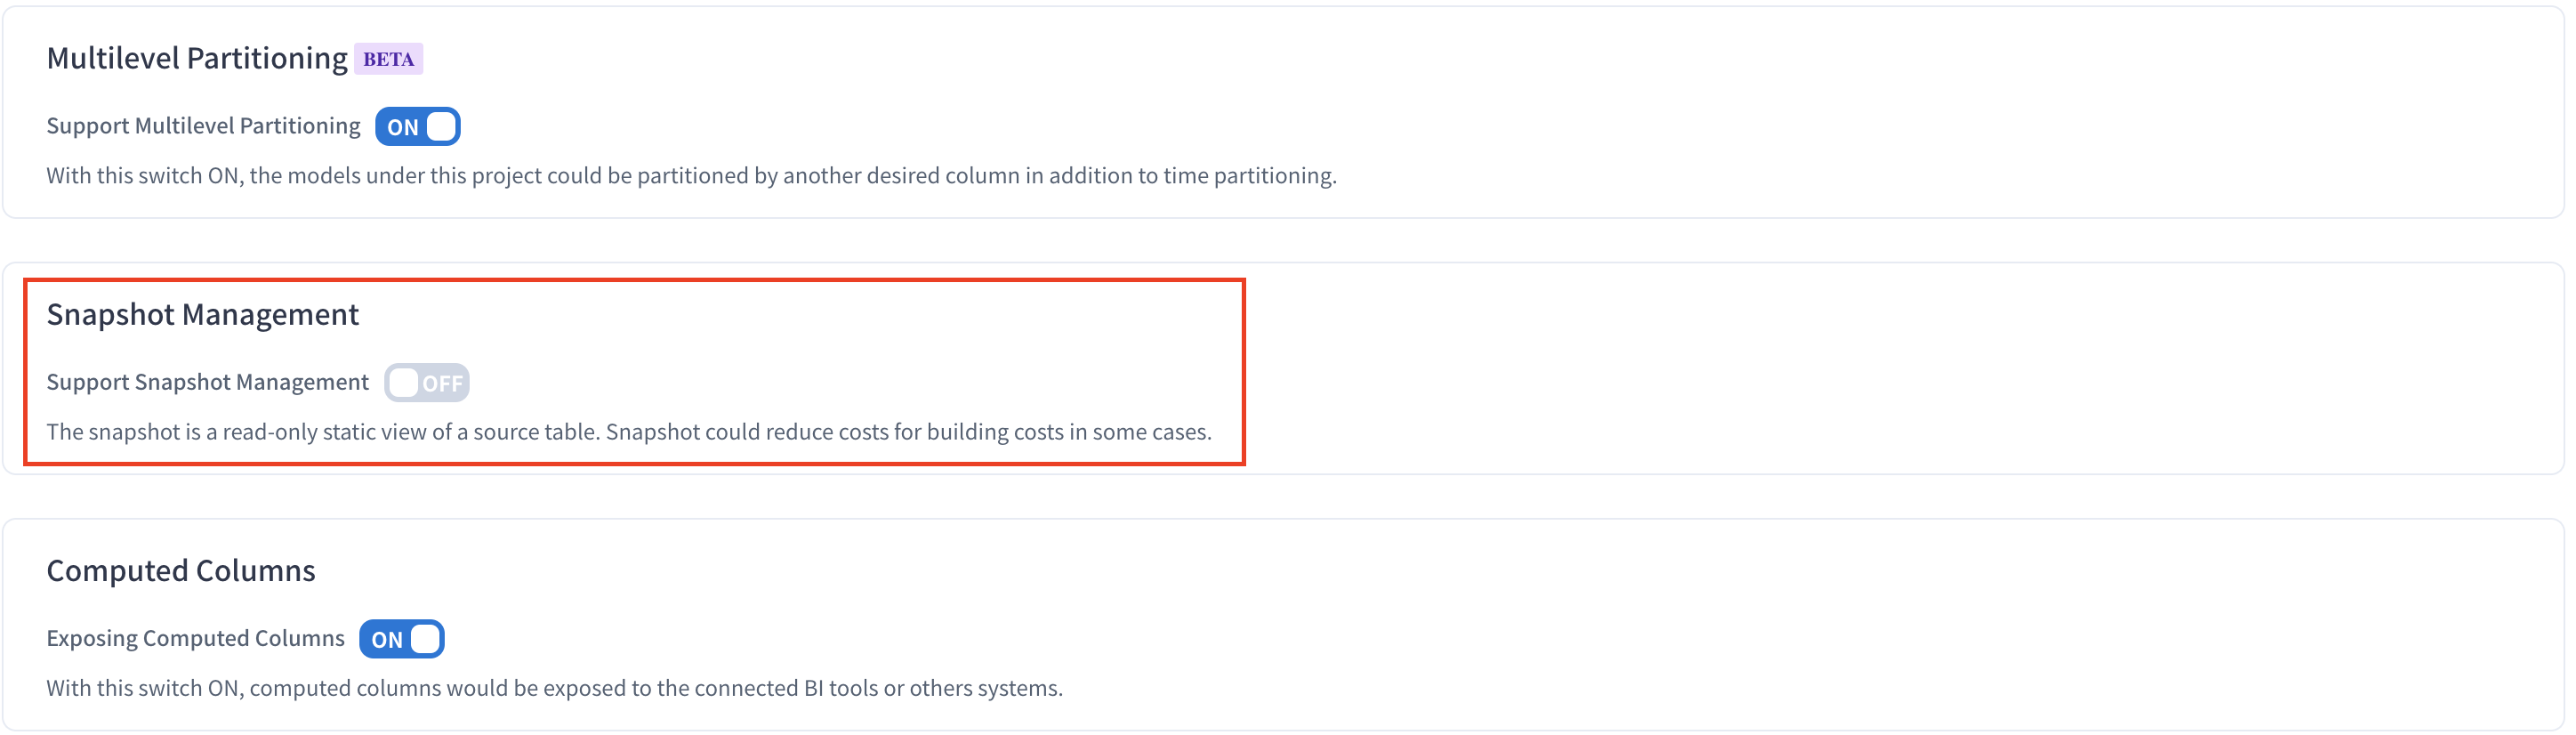 Multilevel Partitioning BETA
Support Multilevel Partitioning ON
With this switch ON, the models under this project could be partitioned by another desired column in addition to time partitioning.
Snapshot Management
Support Snapshot Management OFF
The snapshot is a read-only static view of a source table. Snapshot could reduce costs for building costs in some cases.
Computed Columns
Exposing Computed Columns ON
With this switch ON, computed columns would be exposed to the connected BI tools or others systems.